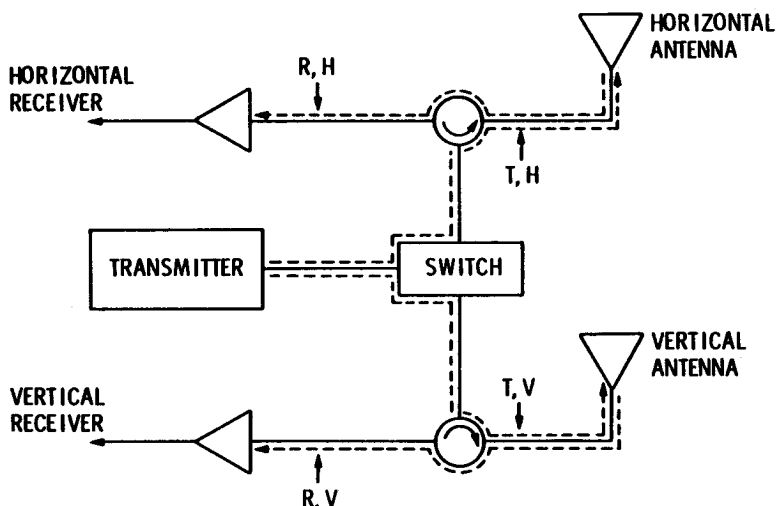 HORIZONTAL
ANTENNA
HORIZONTAL
RECEIVER
R, H
T, H
TRANSMITTER
SWITCH
VERTICAL
ANTENNA
VERTICAL
RECEIVER
T, V
R, V